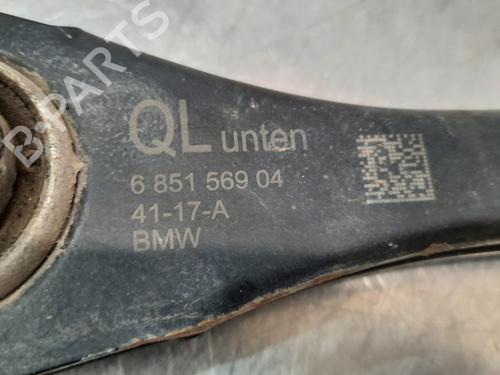 B-PARTS
QL unten
6 851 569 04
41-17-A
BMW